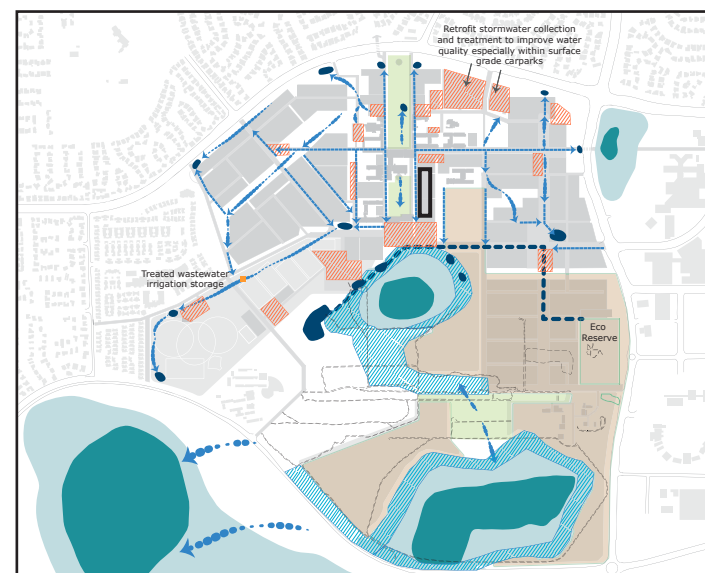 Retrofit stormwater collection
and treatment to improve water
quality especially within surface
grade carparks
Treated wastewater
irrigation storage
Eco
Reserve